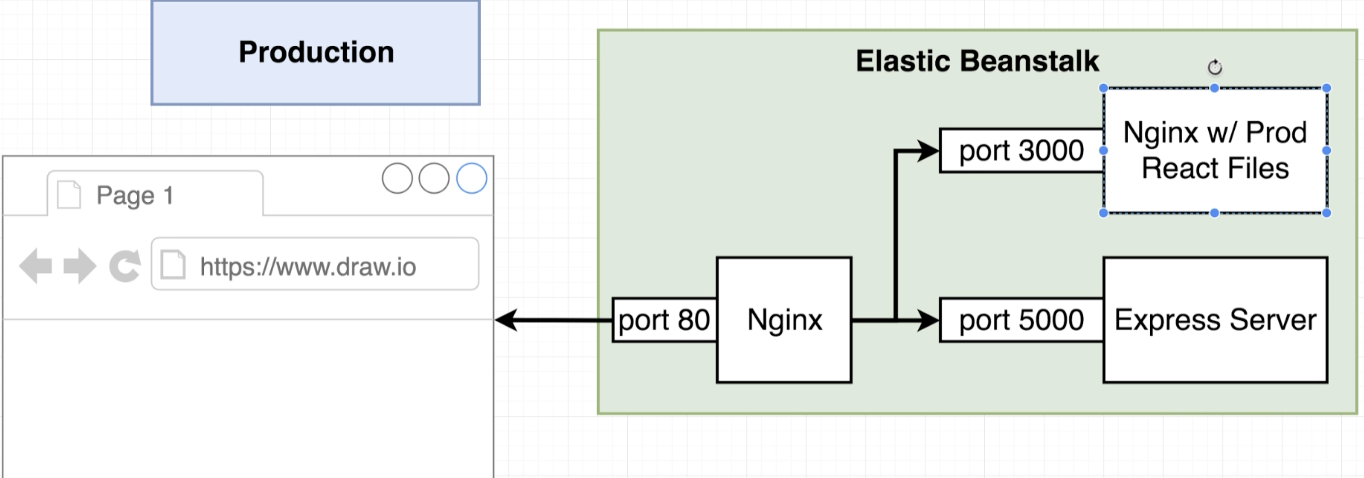 Production
Elastic Beanstalk
Page 1
https://www.draw.io
port 3000
Nginx w/ Prod
React Files
port 80
Nginx
port 5000
Express Server